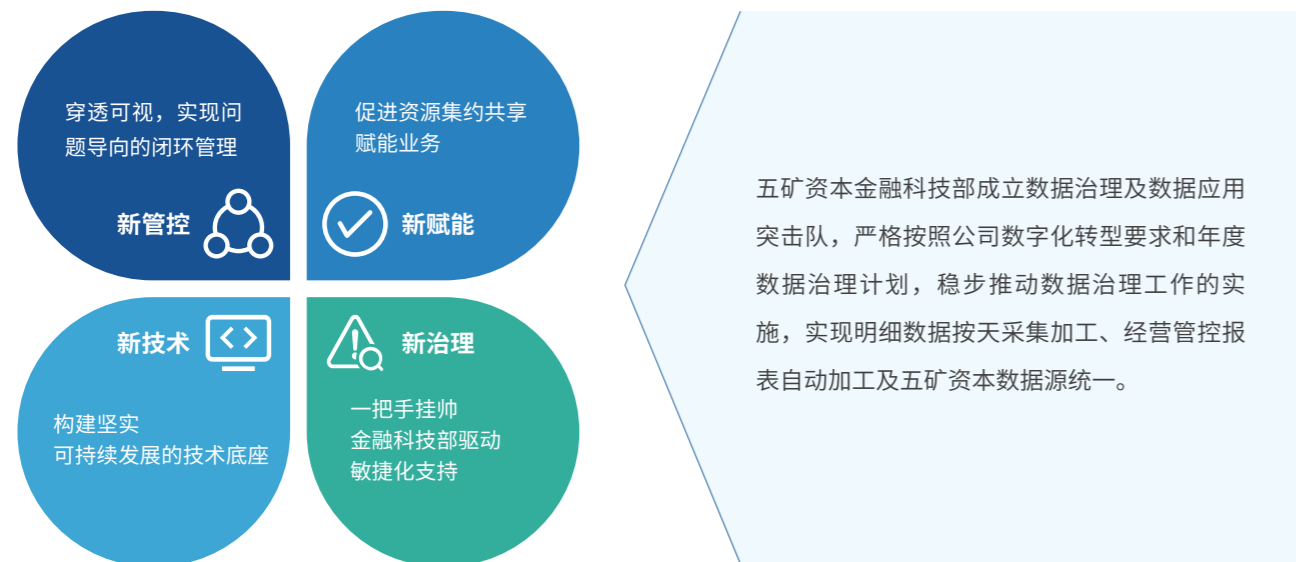 穿透可视，实现问
题导向的闭环管理
新管控
促进资源集约共享
赋能业务
新赋能
新技术
构建坚实
可持续发展的技术底座
新治理
一把手挂帅
金融科技部驱动
敏捷化支持
五矿资本金融科技部成立数据治理及数据应用
突击队，严格按照公司数字化转型要求和年度
数据治理计划，稳步推动数据治理工作的实
施，实现明细数据按天采集加工、经营管控报
表自动加工及五矿资本数据源统一。